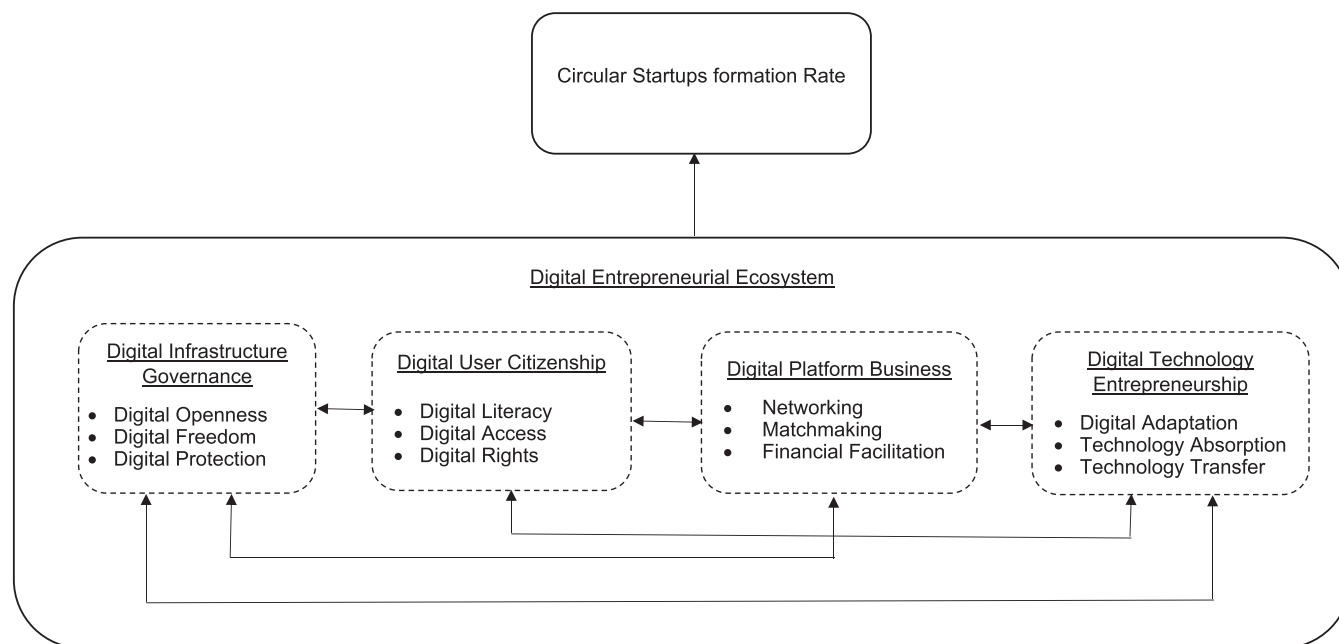 Circular Startups formation Rate
Digital Entrepreneurial Ecosystem
Digital Infrastructure
Governance
• Digital Openness
• Digital Freedom
• Digital Protection
Digital User Citizenship
• Digital Literacy
• Digital Access
• Digital Rights
Digital Platform Business
• Networking
• Matchmaking
• Financial Facilitation
Digital Technology
Entrepreneurship
• Digital Adaptation
• Technology Absorption
• Technology Transfer